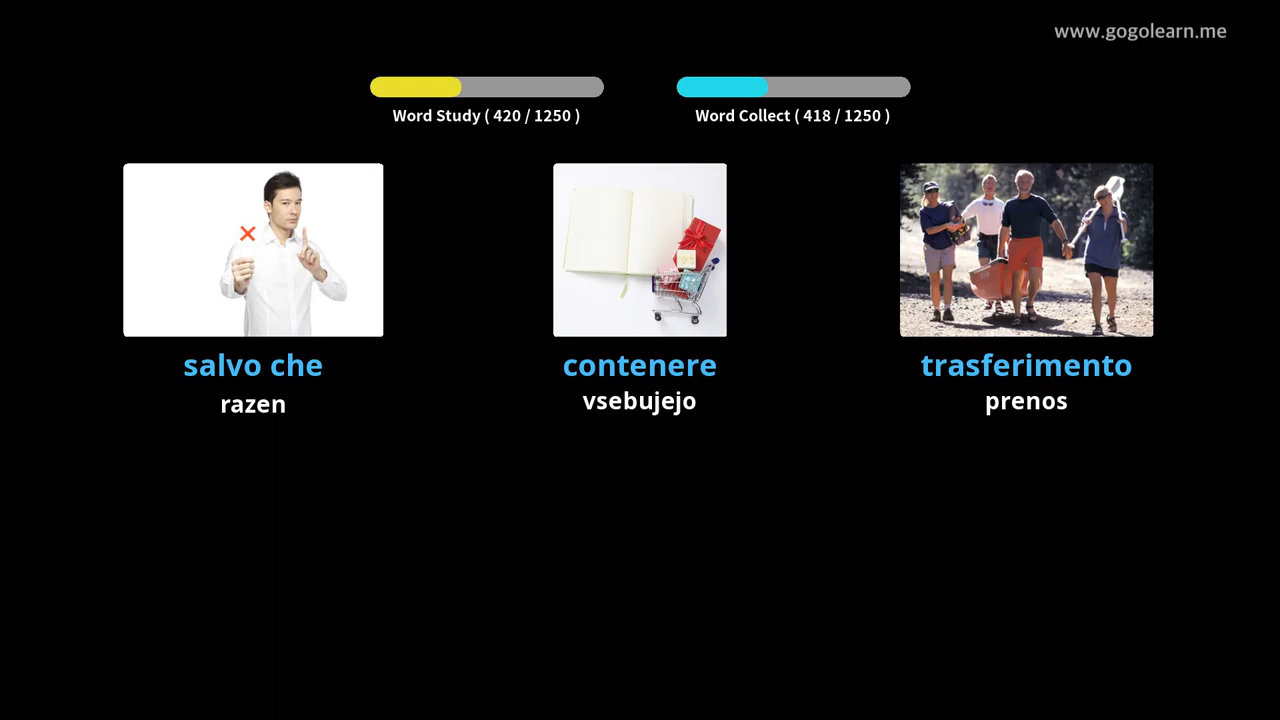 www.gogolearn.me
Word Study ( 420 / 1250 )
Word Collect ( 418 / 1250 )
salvo che
contenere
trasferimento
razen
vsebujejo
prenos